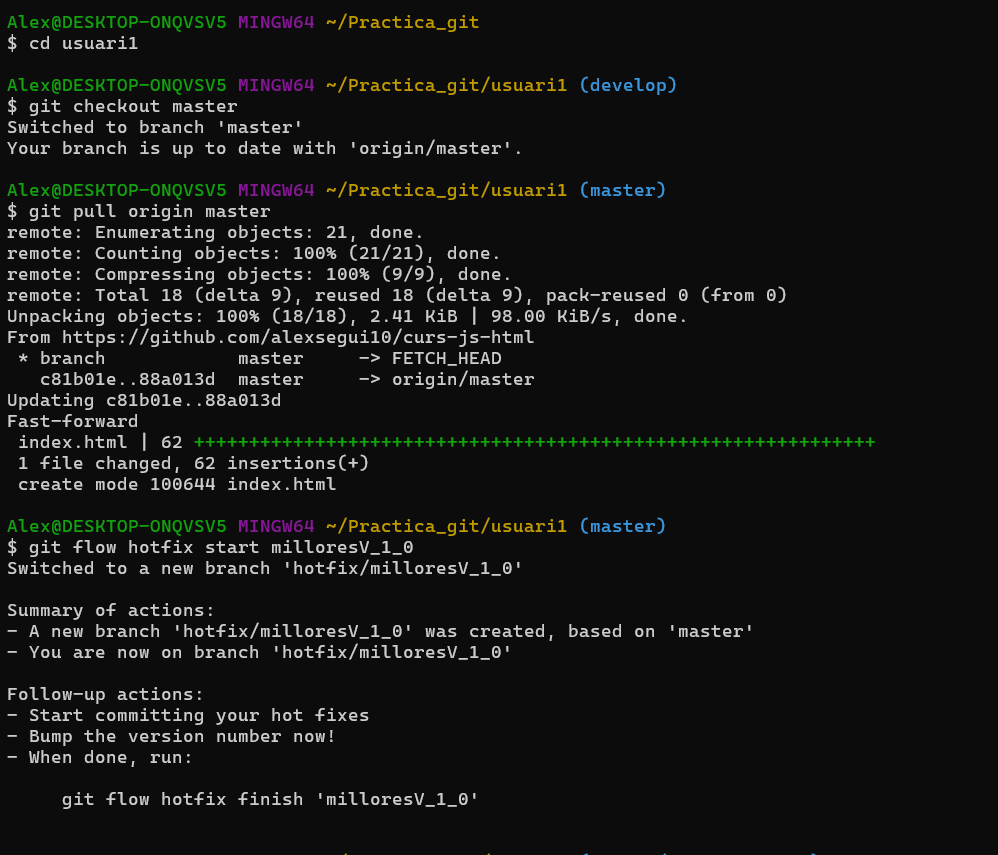 Alex@DESKTOP-ONQVSV5 MINGW64 ~/Practica_git
$ cd usuari1

Alex@DESKTOP-ONQVSV5 MINGW64 ~/Practica_git/usuari1 (develop)
$ git checkout master
Switched to branch 'master'
Your branch is up to date with 'origin/master'.

Alex@DESKTOP-ONQVSV5 MINGW64 ~/Practica_git/usuari1 (master)
$ git pull origin master
remote: Enumerating objects: 21, done.
remote: Counting objects: 100% (21/21), done.
remote: Compressing objects: 100% (9/9), done.
remote: Total 18 (delta 9), reused 18 (delta 9), pack-reused 0 (from 0)
Unpacking objects: 100% (18/18), 2.41 KiB | 98.00 KiB/s, done.
From https://github.com/alexsegui10/curs-js-html
 * branch            master     -> FETCH_HEAD
   c81b01e..88a013d  master     -> origin/master
Updating c81b01e..88a013d
Fast-forward
 index.html | 62 ++++++++++++++++++++++++++++++++++++++++++++++++++++++++++++++
 1 file changed, 62 insertions(+)
 create mode 100644 index.html

Alex@DESKTOP-ONQVSV5 MINGW64 ~/Practica_git/usuari1 (master)
$ git flow hotfix start milloresV_1_0
Switched to a new branch 'hotfix/milloresV_1_0'

Summary of actions:
- A new branch 'hotfix/milloresV_1_0' was created, based on 'master'
- You are now on branch 'hotfix/milloresV_1_0'

Follow-up actions:
- Start committing your hot fixes
- Bump the version number now!
- When done, run:

     git flow hotfix finish 'milloresV_1_0'